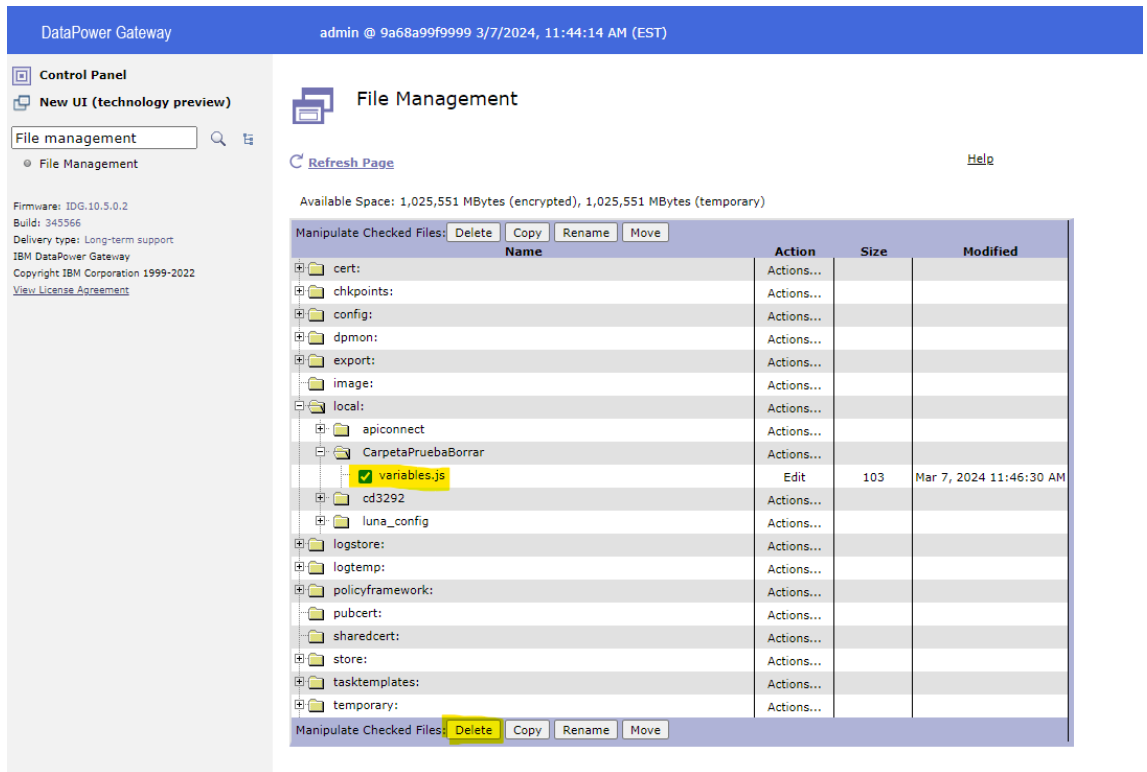 DataPower Gateway
admin @ 9a68a99f9999 3/7/2024, 11:44:14 AM (EST)
Control Panel
New UI (technology preview)
File management
File Management
Firmware: IDG.10.5.0.2
Build: 345566
Delivery type: Long-term support
IBM DataPower Gateway
Copyright IBM Corporation 1999-2022
View License Agreement
File Management
Refresh Page
Help
Available Space: 1,025,551 MBytes (encrypted), 1,025,551 MBytes (temporary)
Manipulate Checked Files: Delete Copy Rename Move
Name Action Size Modified
cert: Actions...
chkpoints: Actions...
config: Actions...
dpmon: Actions...
export: Actions...
image: Actions...
local: Actions...
apiconnect Actions...
CarpetaPruebaBorrar Actions...
variables.js Edit 103 Mar 7, 2024 11:46:30 AM
cd3292 Actions...
luna_config Actions...
logstore: Actions...
logtemp: Actions...
policyframework: Actions...
pubcert: Actions...
sharedcert: Actions...
store: Actions...
tasktemplates: Actions...
temporary: Actions...
Manipulate Checked Files: Delete Copy Rename Move